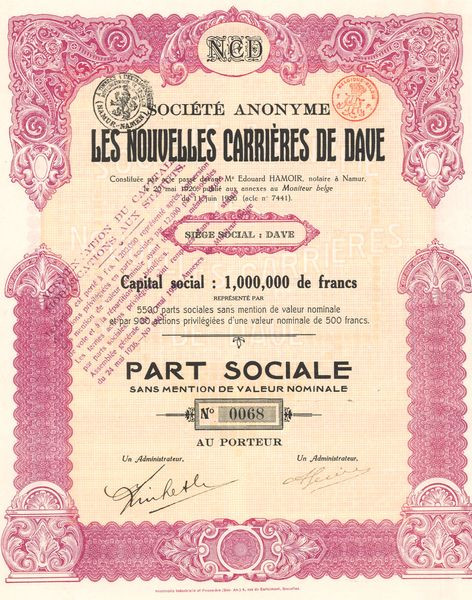 NCD
SOCIÉTÉ ANONYME
LES NOUVELLES CARRIÈRES DE DAVE
Constituée par acte passé devant Me Edouard HAMOIR, notaire à Namur,
le 20 mai 1920, publié aux annexes au Moniteur belge
du 11 juin 1920 (acte n° 7441).
SIÈGE SOCIAL : DAVE
Capital social : 1,000,000 de francs
REPRÉSENTÉ PAR
5500 parts sociales sans mention de valeur nominale
et par 900 actions privilégiées d'une valeur nominale de 500 francs.
PART SOCIALE
SANS MENTION DE VALEUR NOMINALE
N° 0068
AU PORTEUR
Un Administrateur.
Un Administrateur.